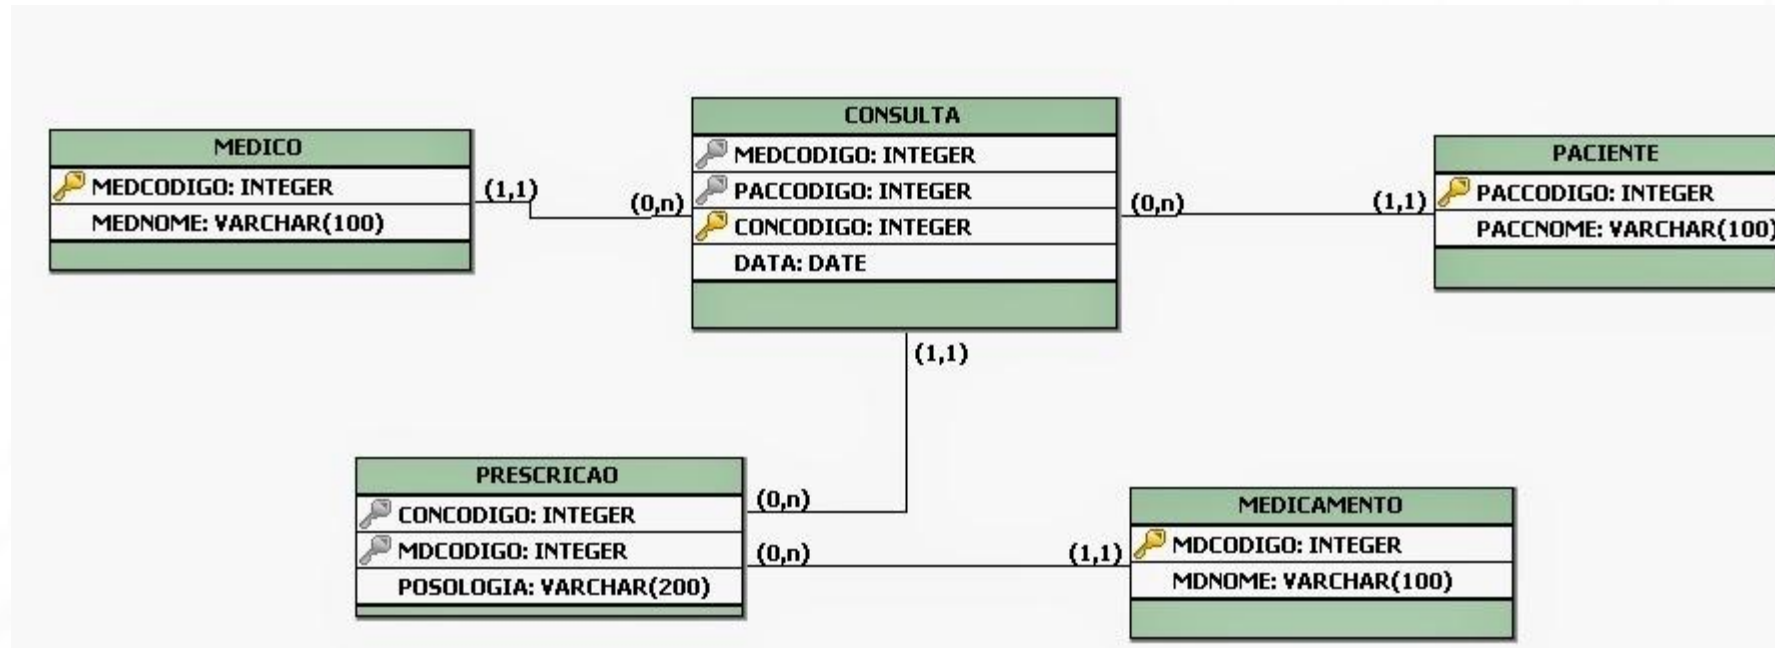 MEDICO
MEDCODIGO: INTEGER
MEDNOME: VARCHAR(100)
(1,1)
(0,n)
CONSULTA
MEDCODIGO: INTEGER
PACCODIGO: INTEGER
CONCODIGO: INTEGER
DATA: DATE
(0,n)
(1,1)
PACIENTE
PACCODIGO: INTEGER
PACCNOME: VARCHAR(100)
(1,1)
PRESCRICAO
CONCODIGO: INTEGER
MDCODIGO: INTEGER
POSOLOGIA: VARCHAR(200)
(0,n)
(0,n)
(1,1)
MEDICAMENTO
MDCODIGO: INTEGER
MDNOME: VARCHAR(100)